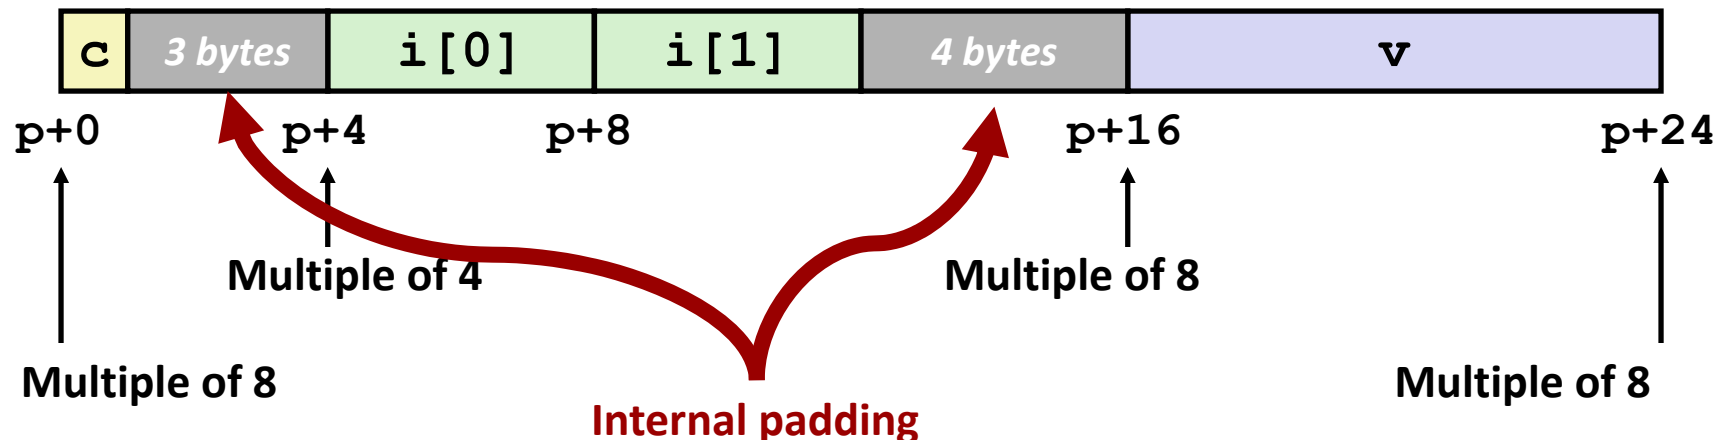 c 3 bytes i[0] i[1] 4 bytes v
p+0 p+4 p+8 p+16 p+24
Multiple of 4 Multiple of 8
Multiple of 8 Multiple of 8
Internal padding